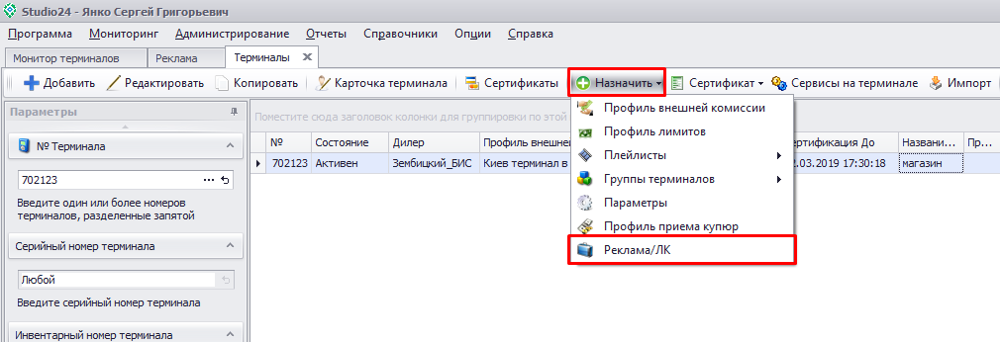 Studio24 - Янко Сергей Григорьевич
Программа Мониторинг Администрирование Отчеты Справочники Опции Справка
Монитор терминалов Реклама Терминалы
Добавить Редактировать Копировать Карточка терминала Сертификаты Назначить Сертификат Сервисы на терминале Импорт
Параметры
Поместите сюда заголовок колонки для группировки по этой
Профиль внешней комиссии
Профиль лимитов
Плейлисты
Группы терминалов
Параметры
Профиль приема купюр
Реклама/ЛК
№ Состояние Дилер Профиль внешне ертификация До Названи... Пр...
702123 Активен Зембицкий_БИС Киев терминал в 2.03.2019 17:30:18 магазин
№ Терминала
702123
Введите один или более номеров
терминалов, разделенные запятой
Серийный номер терминала
Любой
Введите серийный номер терминала
Инвентарный номер терминала